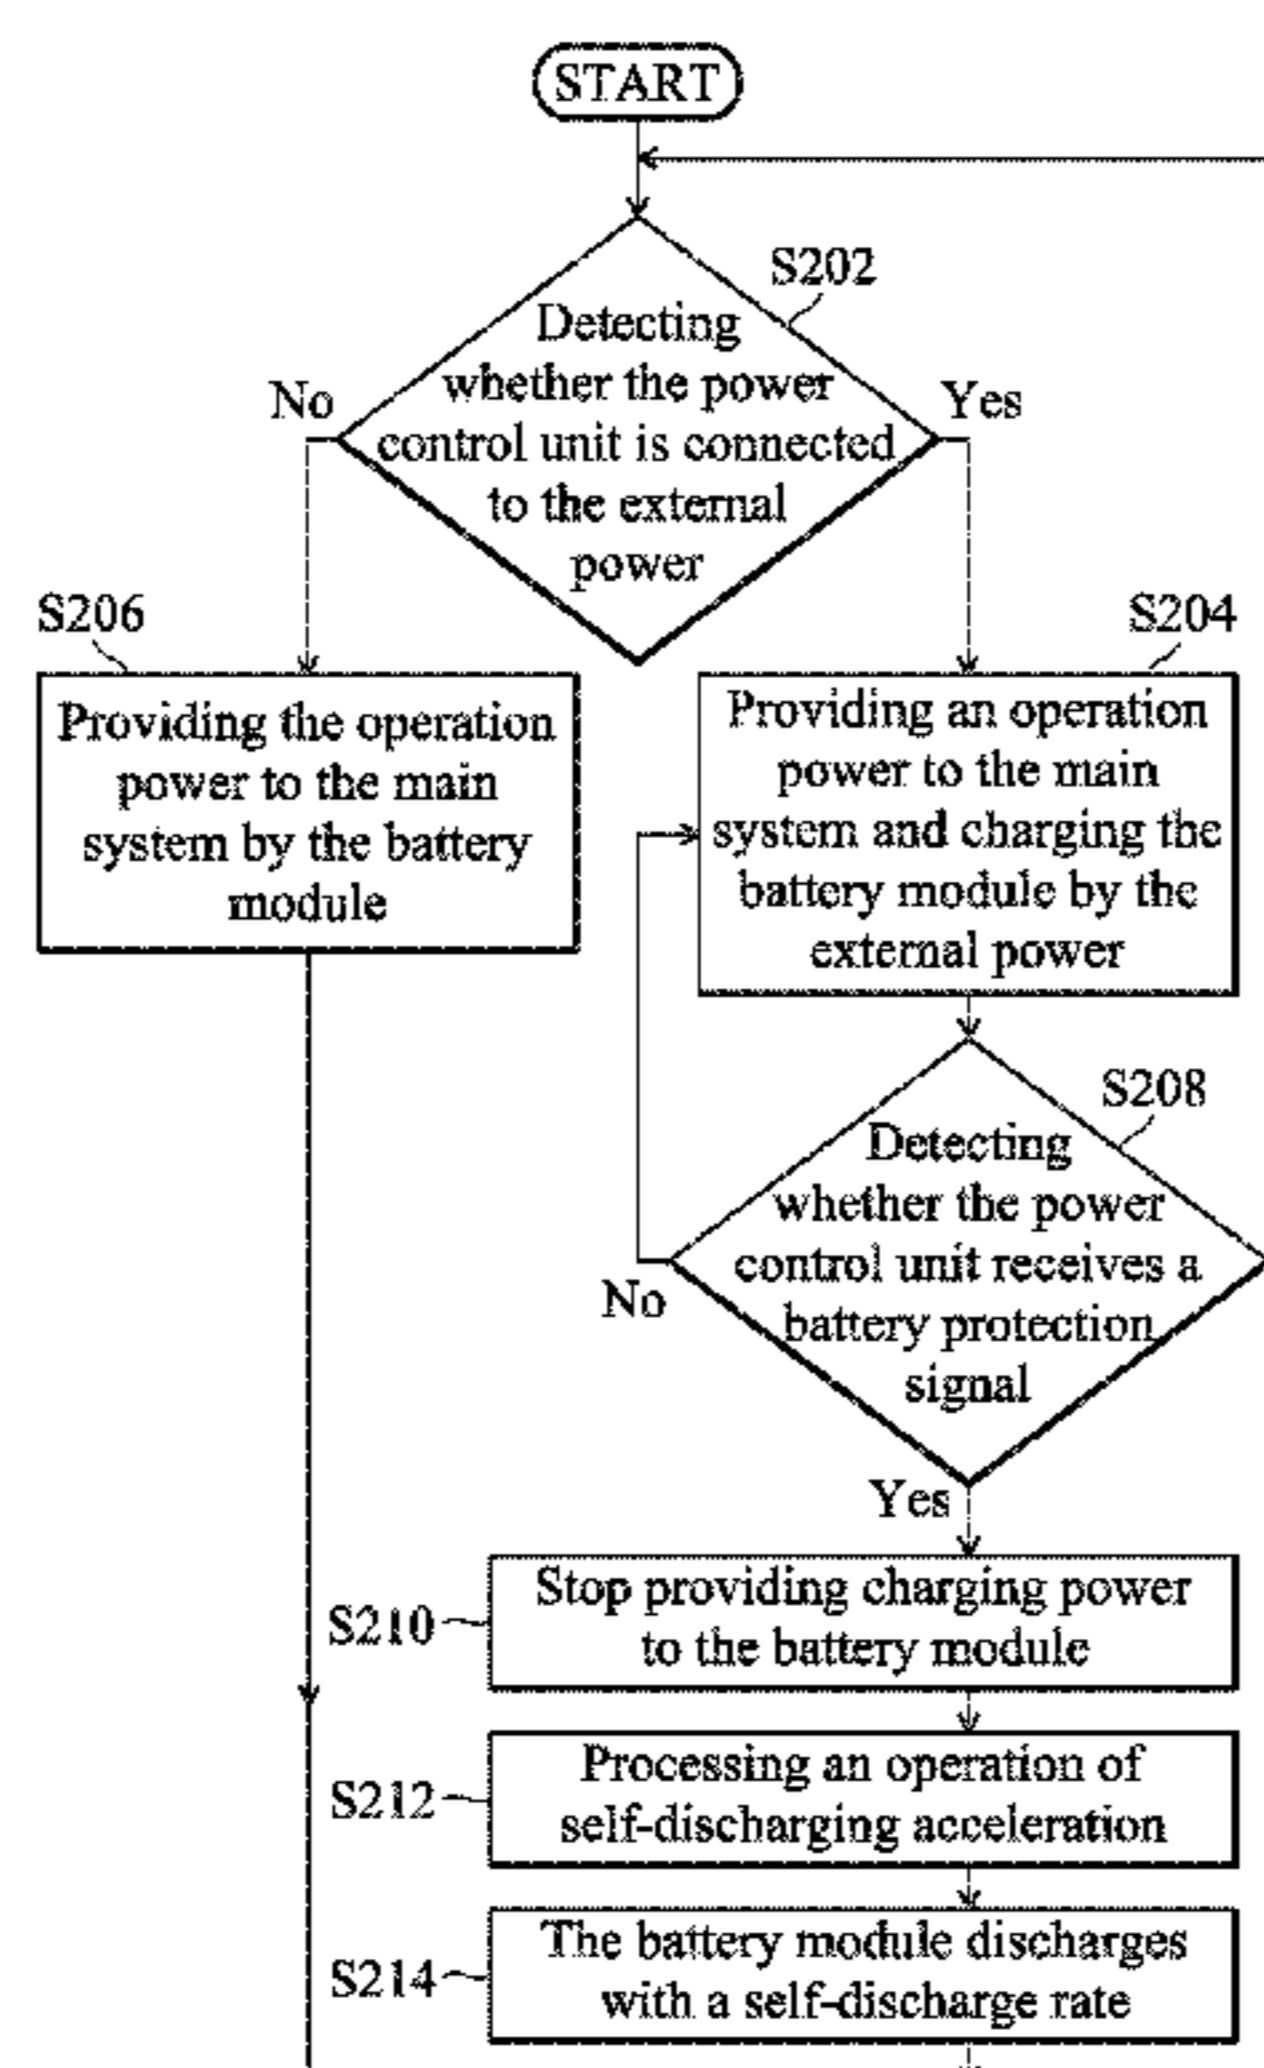 START
S202
Detecting
whether the power
control unit is connected
to the external
power
No
Yes
S206
Providing the operation
power to the main
system by the battery
module
S204
Providing an operation
power to the main
system and charging the
battery module by the
external power
S208
Detecting
whether the power
control unit receives a
battery protection
signal
No
Yes
S210
Stop providing charging power
to the battery module
S212
Processing an operation of
self-discharging acceleration
S214
The battery module discharges
with a self-discharge rate